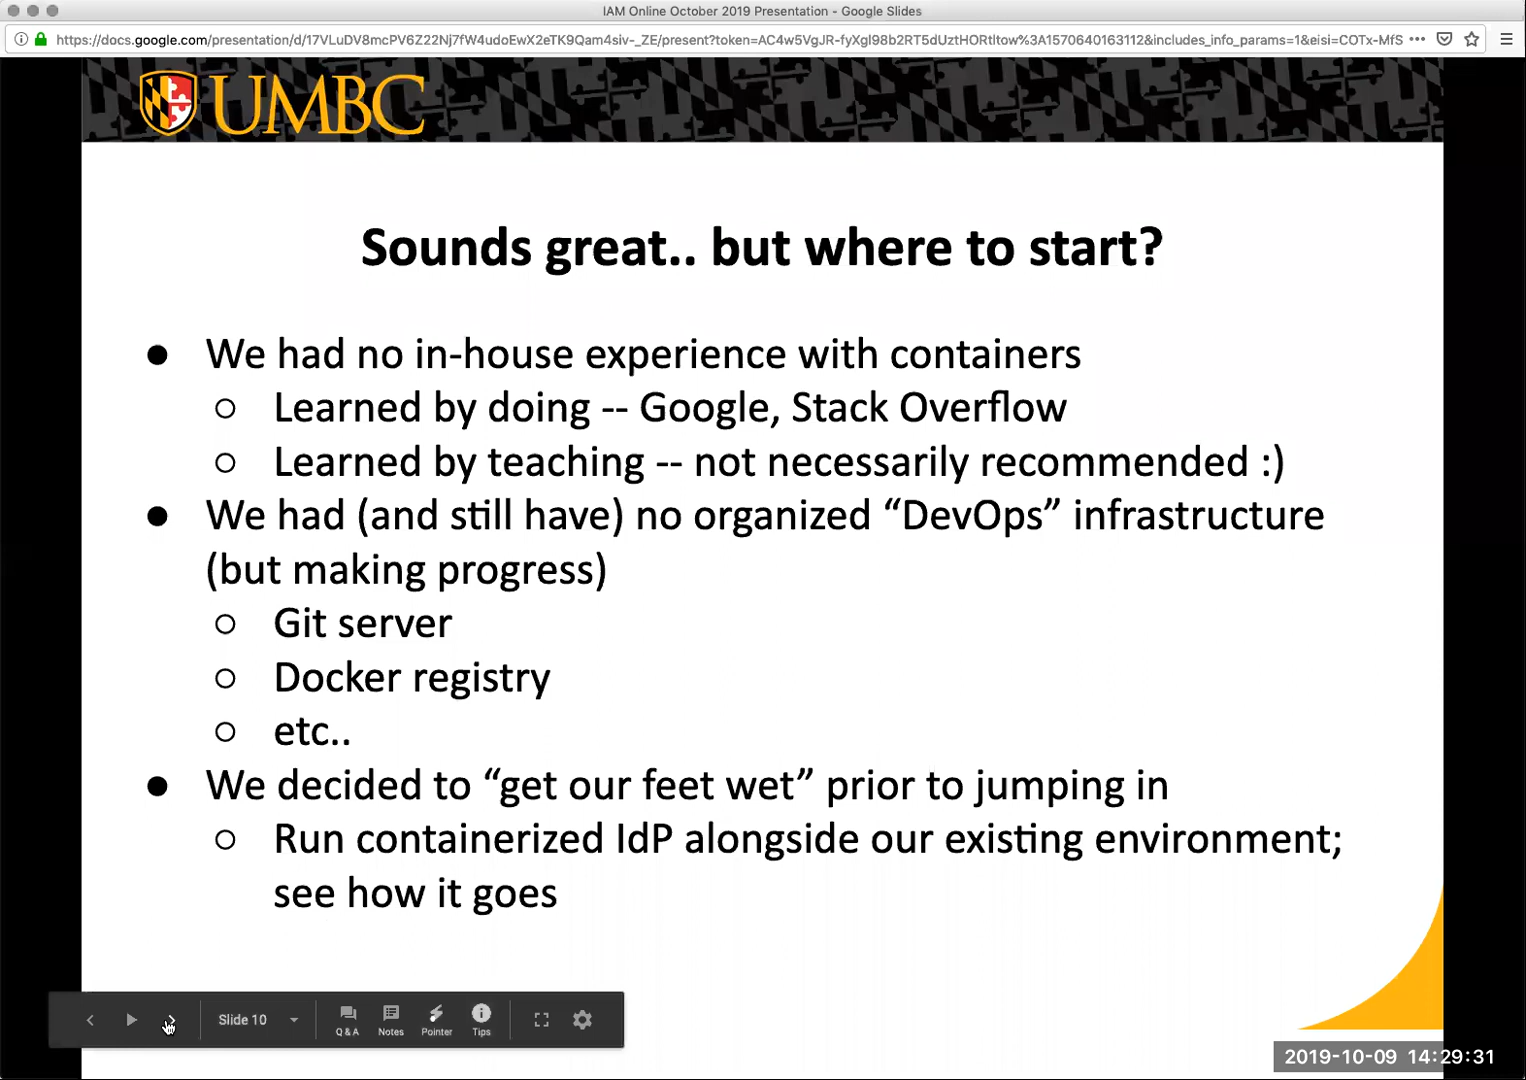 IAM Online October 2019 Presentation - Google Slides
https://docs.google.com/presentation/d/17VLuDV8mcPV6Z22Nj7fW4udoEwX2eTK9Qam4siv-_ZE/present?token=AC4w5VgJR-fyXgl98b2RT5dUztHORtltow%3A1570640163112&includes_info_params=1&eisi=COTx-MfS
UMBC
Sounds great.. but where to start?
● We had no in-house experience with containers
○ Learned by doing -- Google, Stack Overflow
○ Learned by teaching -- not necessarily recommended :)
● We had (and still have) no organized “DevOps” infrastructure
(but making progress)
○ Git server
○ Docker registry
○ etc..
● We decided to “get our feet wet” prior to jumping in
○ Run containerized IdP alongside our existing environment;
see how it goes
Slide 10
Q & A Notes Pointer Tips
2019-10-09 14:29:31